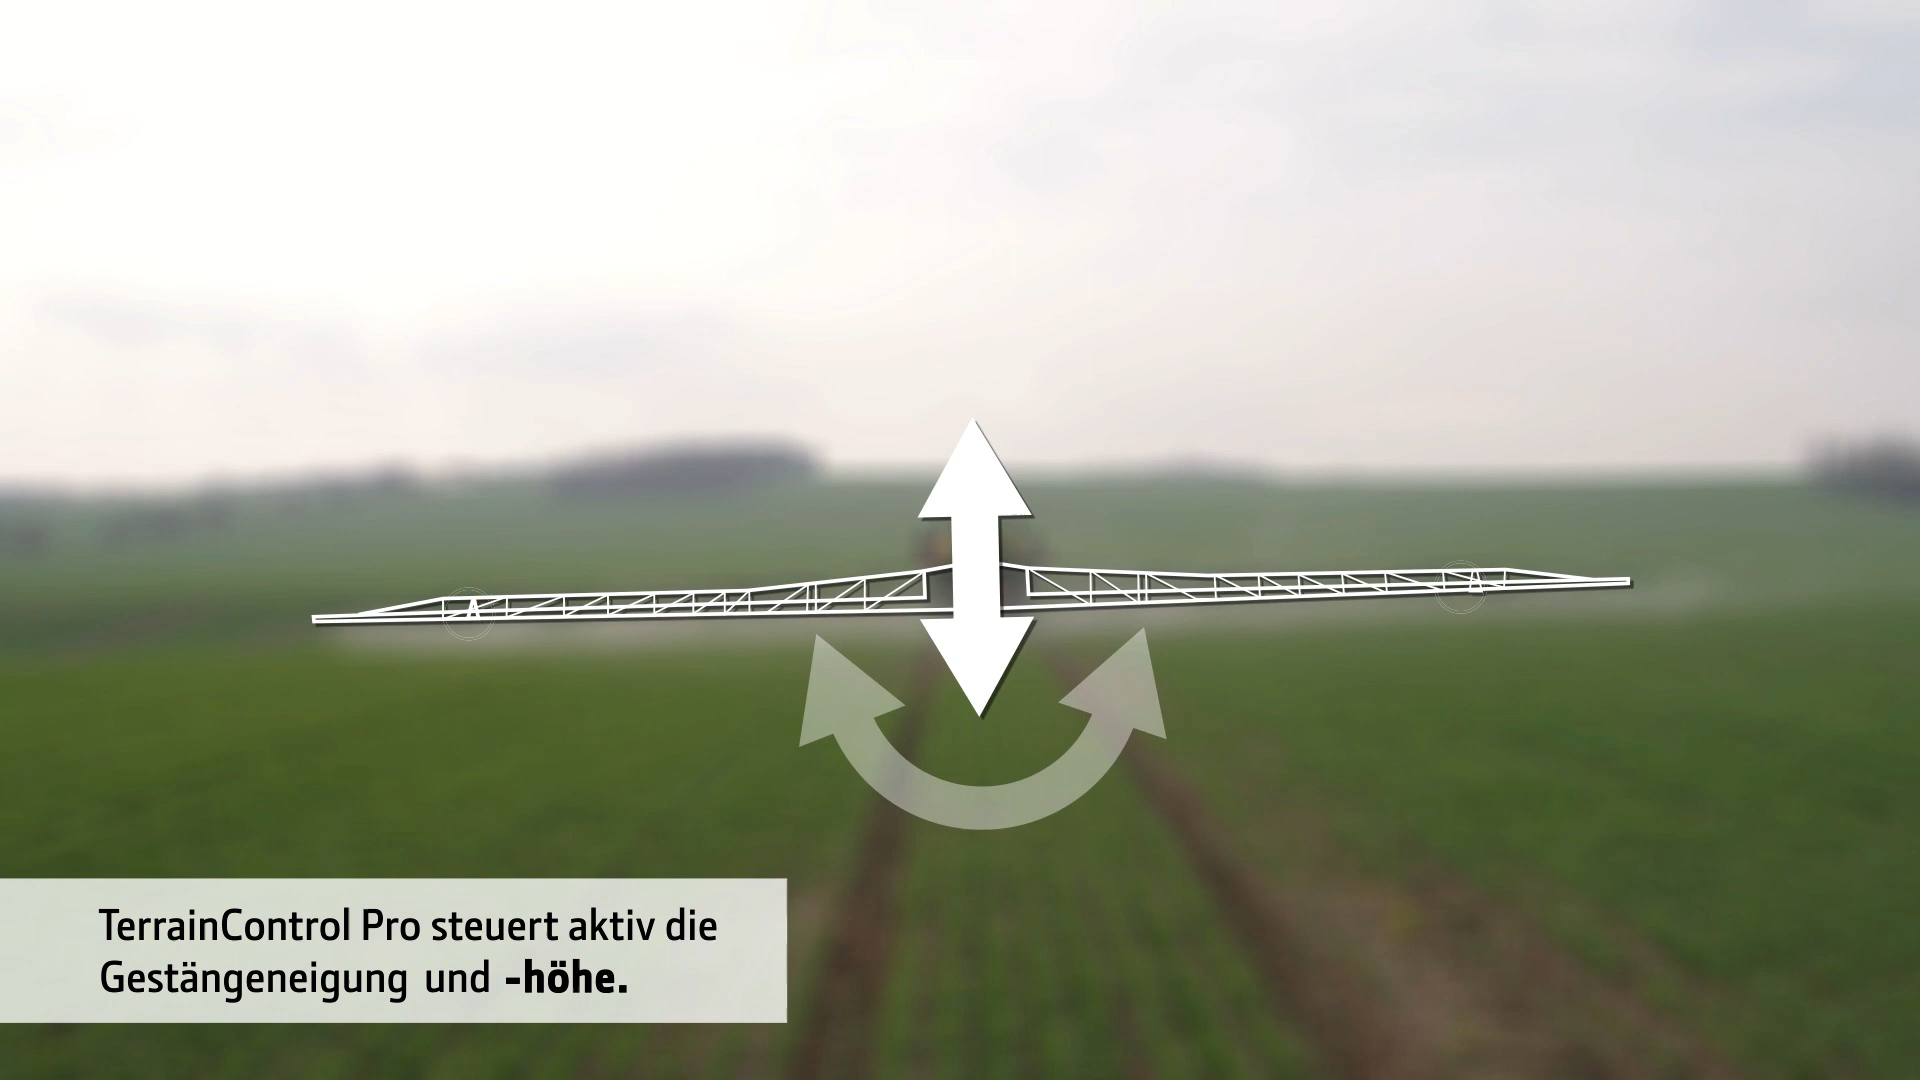 TerrainControl Pro steuert aktiv die
Gestängeneigung und -höhe.